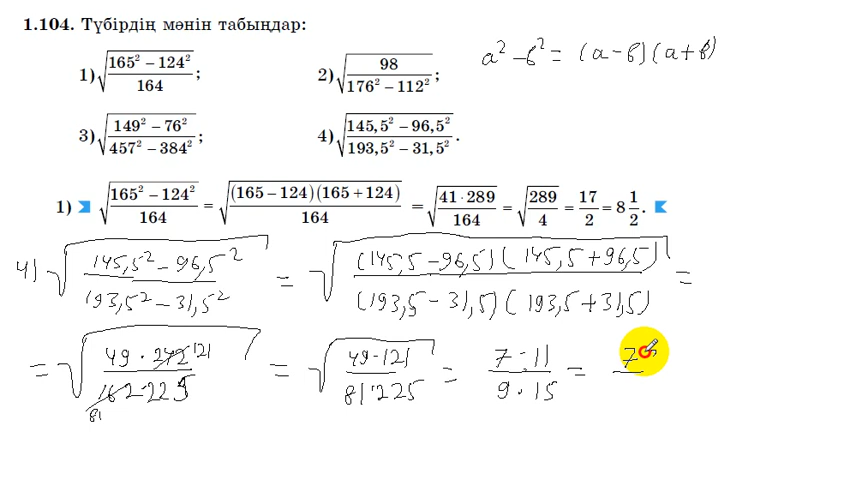 1.104. Түбірдің мәнін табыңдар:
a² − b² = (a − b)(a + b)
1) √((165² − 124²)/164);
2) √(98/(176² − 112²));
3) √((149² − 76²)/(457² − 384²));
4) √((145,5² − 96,5²)/(193,5² − 31,5²)).
1) √((165² − 124²)/164) = √((165 − 124)(165 + 124)/164) = √((41 · 289)/164) = √(289/4) = 17/2 = 8 1/2.
4) √((145,5² − 96,5²)/(193,5² − 31,5²)) = √((145,5 − 96,5)(145,5 + 96,5)/(193,5 − 31,5)(193,5 + 31,5)) =
= √((49 · 242 121)/(162 81 · 225)) = √((49 · 121)/(81 · 225)) = (7 · 11)/(9 · 15) = 7